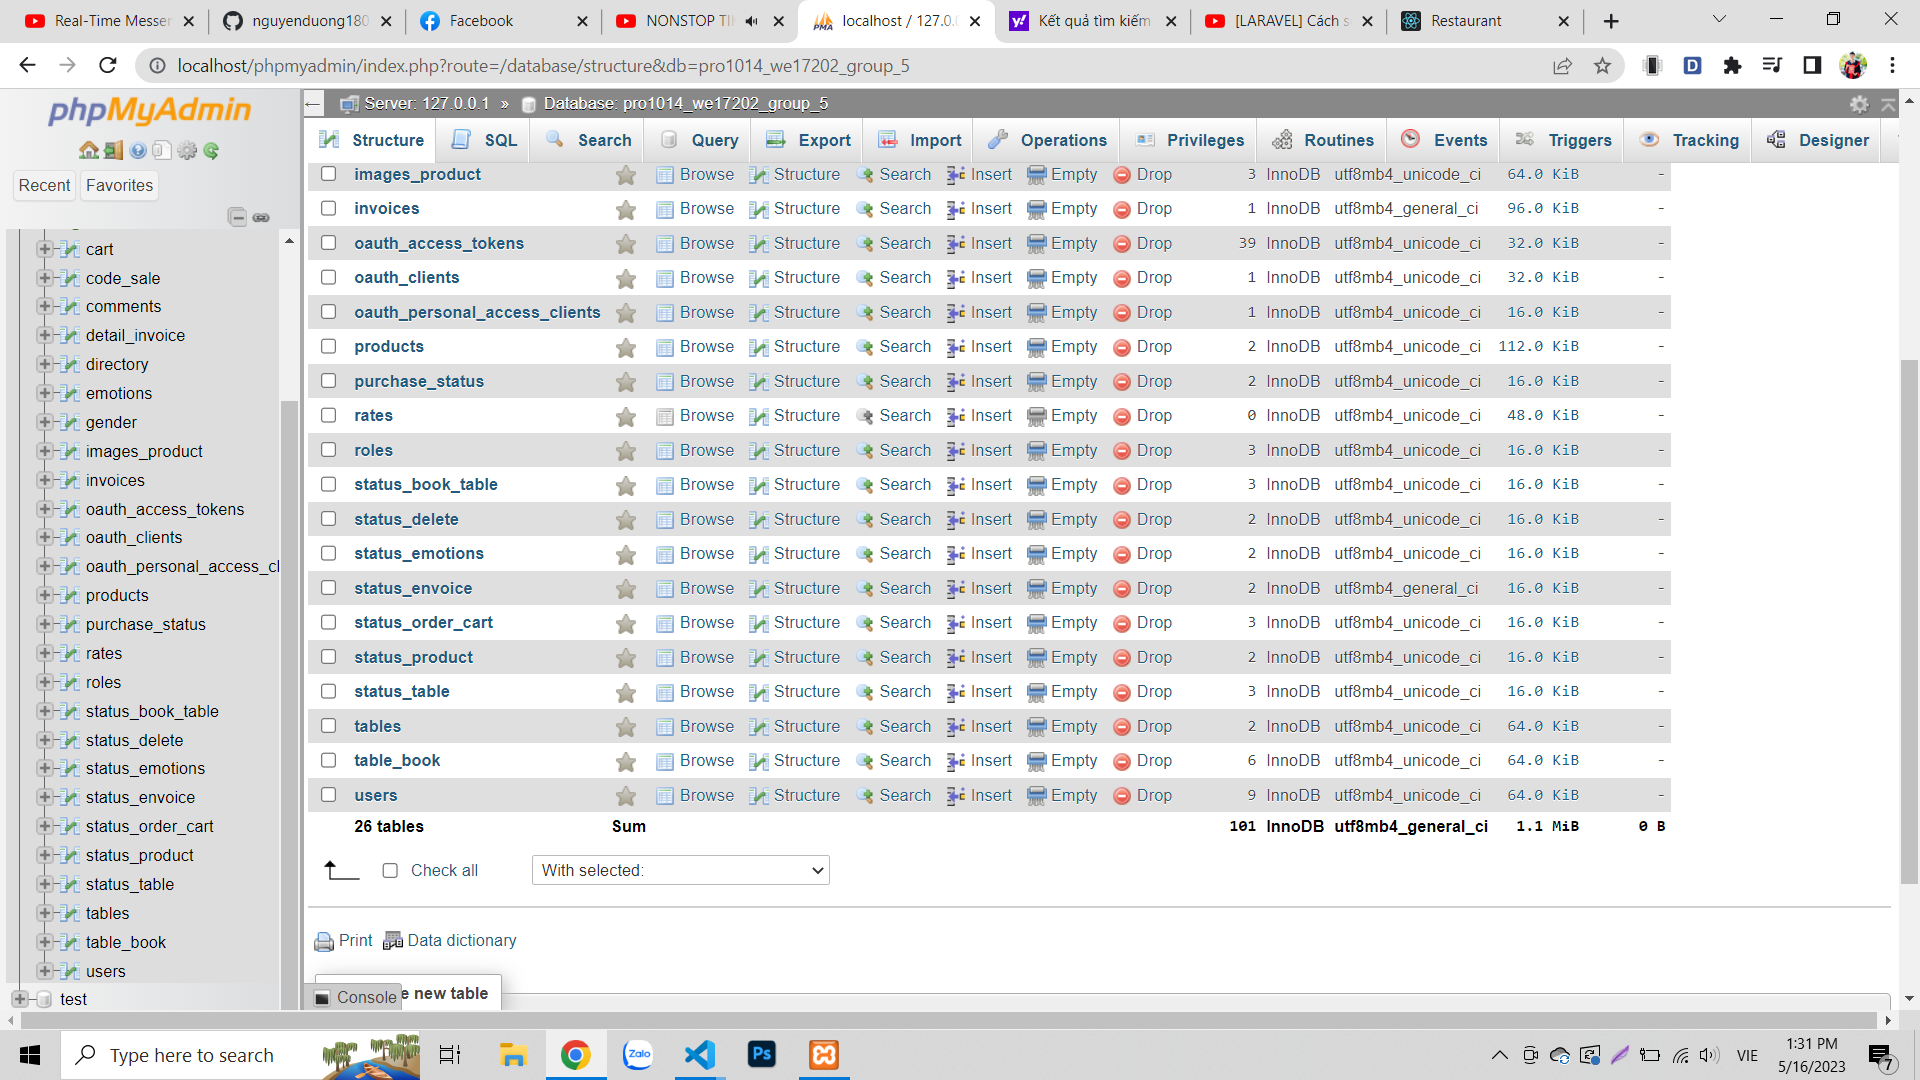 Real-Time Messen
nguyenduong180
Facebook
NONSTOP TI
localhost / 127.0.0
Kết quả tìm kiếm
[LARAVEL] Cách s
Restaurant
localhost/phpmyadmin/index.php?route=/database/structure&db=pro1014_we17202_group_5
phpMyAdmin
Recent
Favorites
cart
code_sale
comments
detail_invoice
directory
emotions
gender
images_product
invoices
oauth_access_tokens
oauth_clients
oauth_personal_access_cl
products
purchase_status
rates
roles
status_book_table
status_delete
status_emotions
status_envoice
status_order_cart
status_product
status_table
tables
table_book
users
test
Server: 127.0.0.1 » Database: pro1014_we17202_group_5
Structure SQL Search Query Export Import Operations Privileges Routines Events Triggers Tracking Designer
images_product Browse Structure Search Insert Empty Drop 3 InnoDB utf8mb4_unicode_ci 64.0 KiB -
invoices Browse Structure Search Insert Empty Drop 1 InnoDB utf8mb4_general_ci 96.0 KiB -
oauth_access_tokens Browse Structure Search Insert Empty Drop 39 InnoDB utf8mb4_unicode_ci 32.0 KiB -
oauth_clients Browse Structure Search Insert Empty Drop 1 InnoDB utf8mb4_unicode_ci 32.0 KiB -
oauth_personal_access_clients Browse Structure Search Insert Empty Drop 1 InnoDB utf8mb4_unicode_ci 16.0 KiB -
products Browse Structure Search Insert Empty Drop 2 InnoDB utf8mb4_unicode_ci 112.0 KiB -
purchase_status Browse Structure Search Insert Empty Drop 2 InnoDB utf8mb4_unicode_ci 16.0 KiB -
rates Browse Structure Search Insert Empty Drop 0 InnoDB utf8mb4_unicode_ci 48.0 KiB -
roles Browse Structure Search Insert Empty Drop 3 InnoDB utf8mb4_unicode_ci 16.0 KiB -
status_book_table Browse Structure Search Insert Empty Drop 3 InnoDB utf8mb4_unicode_ci 16.0 KiB -
status_delete Browse Structure Search Insert Empty Drop 2 InnoDB utf8mb4_unicode_ci 16.0 KiB -
status_emotions Browse Structure Search Insert Empty Drop 2 InnoDB utf8mb4_unicode_ci 16.0 KiB -
status_envoice Browse Structure Search Insert Empty Drop 2 InnoDB utf8mb4_general_ci 16.0 KiB -
status_order_cart Browse Structure Search Insert Empty Drop 3 InnoDB utf8mb4_unicode_ci 16.0 KiB -
status_product Browse Structure Search Insert Empty Drop 2 InnoDB utf8mb4_unicode_ci 16.0 KiB -
status_table Browse Structure Search Insert Empty Drop 3 InnoDB utf8mb4_unicode_ci 16.0 KiB -
tables Browse Structure Search Insert Empty Drop 2 InnoDB utf8mb4_unicode_ci 64.0 KiB -
table_book Browse Structure Search Insert Empty Drop 6 InnoDB utf8mb4_unicode_ci 64.0 KiB -
users Browse Structure Search Insert Empty Drop 9 InnoDB utf8mb4_unicode_ci 64.0 KiB -
26 tables Sum 101 InnoDB utf8mb4_general_ci 1.1 MiB 0 B
Check all With selected:
Print Data dictionary
e new table
Console
Type here to search
Zalo
Ps
VIE
1:31 PM
5/16/2023
7